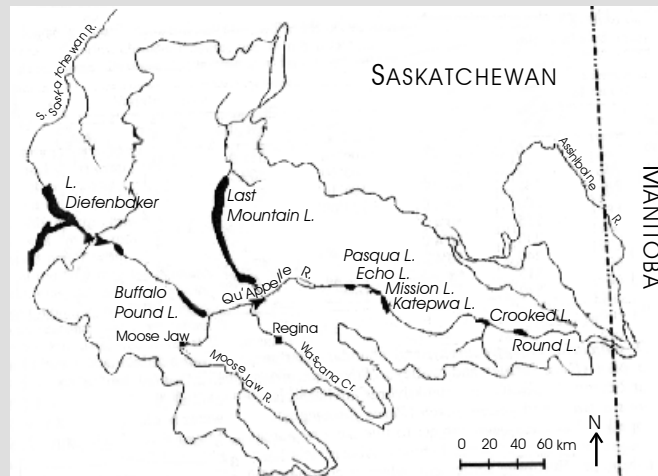 S. Saskatchewan R.
SASKATCHEWAN
Assiniboine R.
MANITOBA
L.
Diefenbaker
Last
Mountain L.
Pasqua L.
Echo L.
Mission L.
Katepwa L.
Qu'Appelle R.
Buffalo
Pound L.
Crooked L.
Round L.
Moose Jaw
Regina
Moose Jaw R.
Wascana Cr.
N
0 20 40 60 km